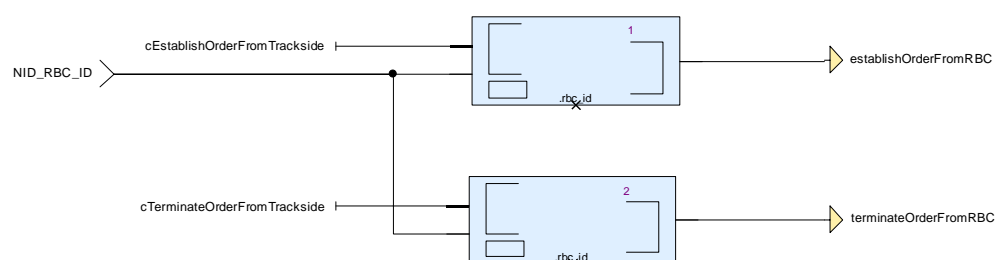 1
cEstablishOrderFromTrackside
establishOrderFromRBC
NID_RBC_ID
.rbc_id
2
cTerminateOrderFromTrackside
terminateOrderFromRBC
.rbc_id